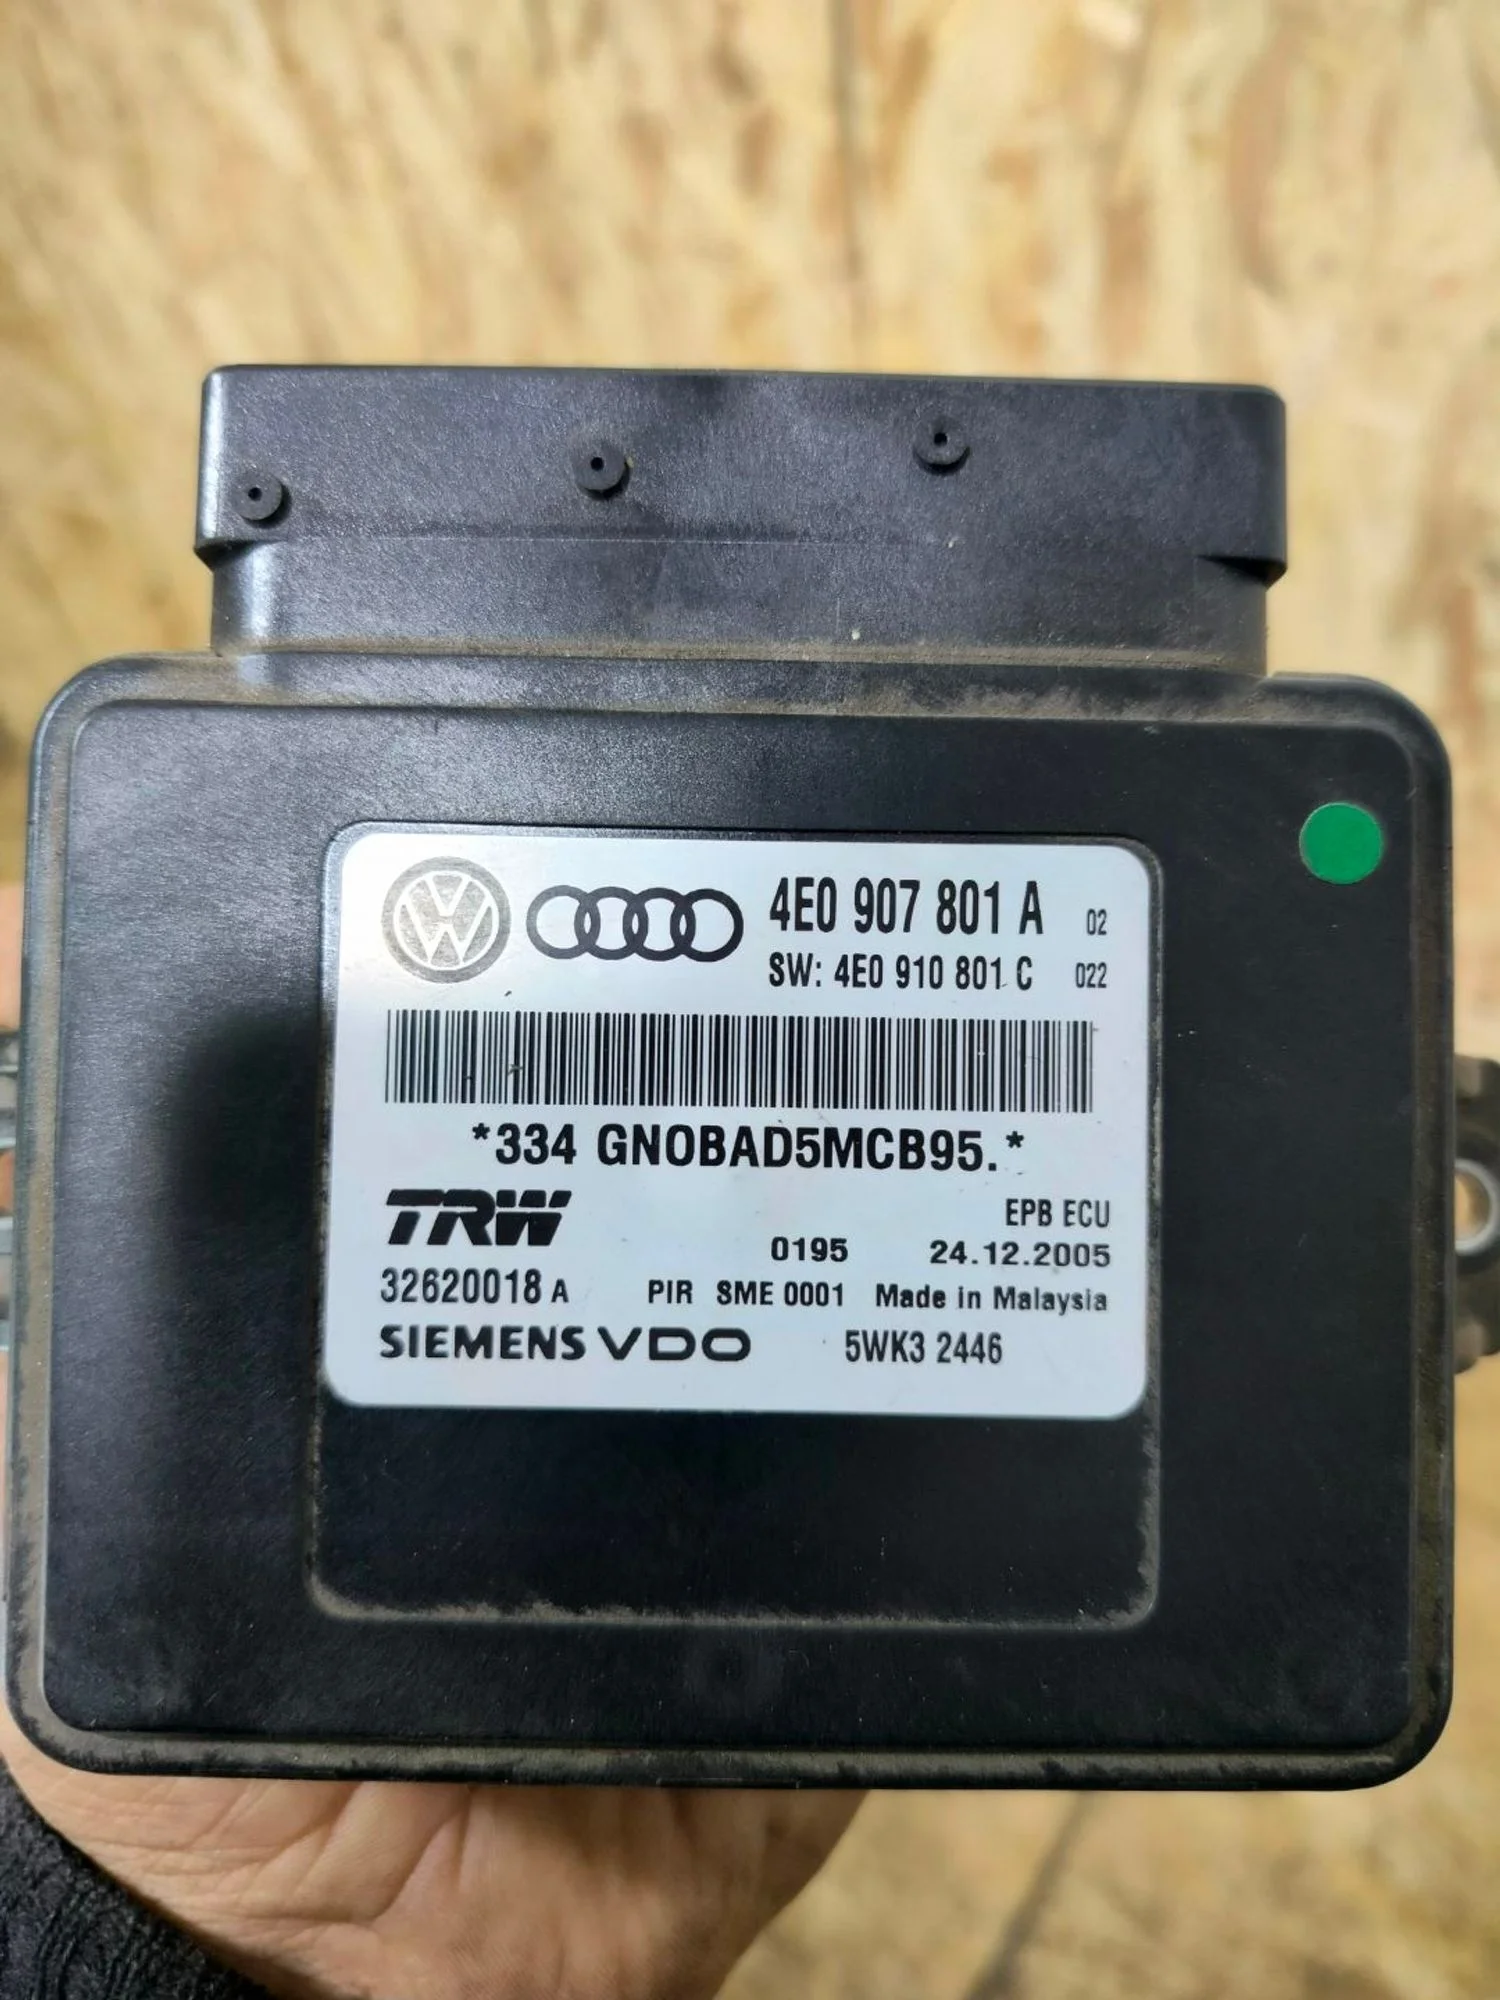 4E0 907 801 A 02
SW: 4E0 910 801 C 022
*334 GNOBAD5MCB95.*
TRW EPB ECU
0195 24.12.2005
32620018 A PIR SME 0001 Made in Malaysia
SIEMENS VDO 5WK3 2446